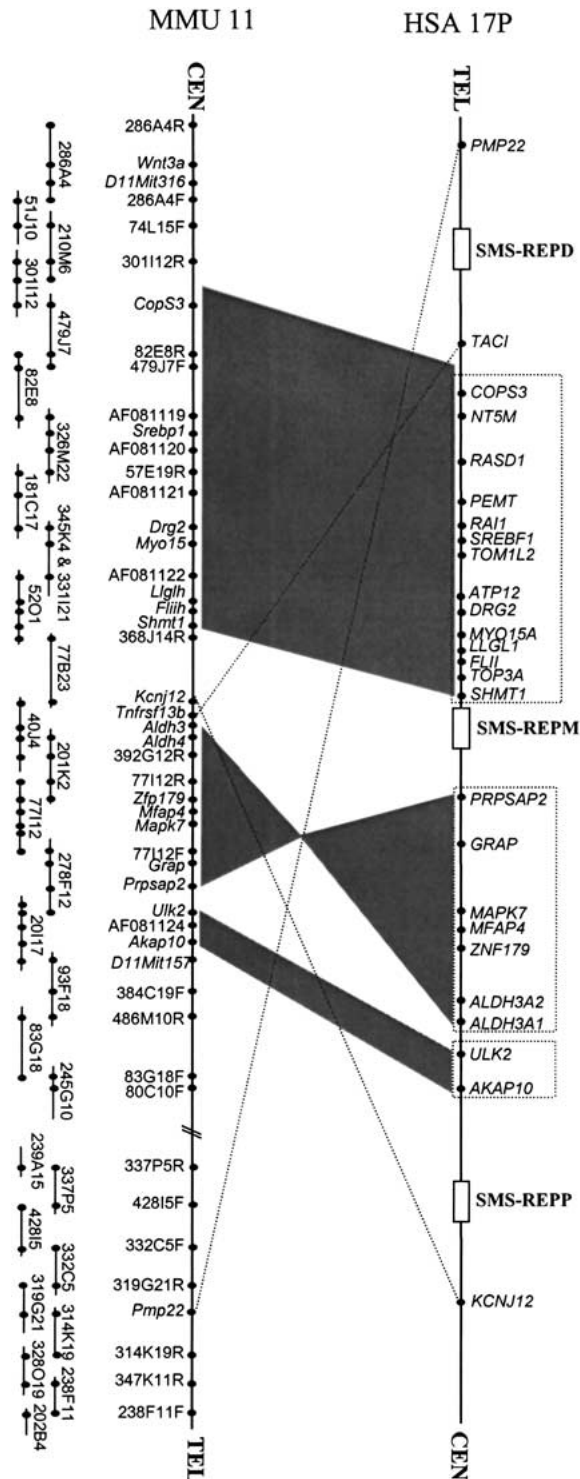 MMU 11
HSA 17P
CEN
TEL
286A4
51J10
210M6
301I12
479J7
82E8
326M22
181C17
345K4 & 331I21
52O1
77B23
40J4
201K2
77I12
278F12
20I17
93F18
83G18
245G10
239A15
337P5
428I5
332C5
319G21
314K19
328O19
238F11
202B4
286A4R
Wnt3a
D11Mit316
286A4F
74L15F
301I12R
CopS3
82E8R
479J7F
AF081119
Srebp1
AF081120
57E19R
AF081121
Drg2
Myo15
AF081122
Llglh
Fliih
Shmt1
368J14R
Kcnj12
Tnfrsf13b
Aldh3
Aldh4
392G12R
77I12R
Zfp179
Mfap4
Mapk7
77I12F
Grap
Prpsap2
Ulk2
AF081124
Akap10
D11Mit157
384C19F
486M10R
83G18F
80C10F
337P5R
428I5F
332C5F
319G21R
Pmp22
314K19R
347K11R
238F11F
TEL
PMP22
SMS-REPD
TACI
COPS3
NT5M
RASD1
PEMT
RAI1
SREBF1
TOM1L2
ATP12
DRG2
MYO15A
LLGL1
FLII
TOP3A
SHMT1
SMS-REPM
PRPSAP2
GRAP
MAPK7
MFAP4
ZNF179
ALDH3A2
ALDH3A1
ULK2
AKAP10
SMS-REPP
KCNJ12
CEN